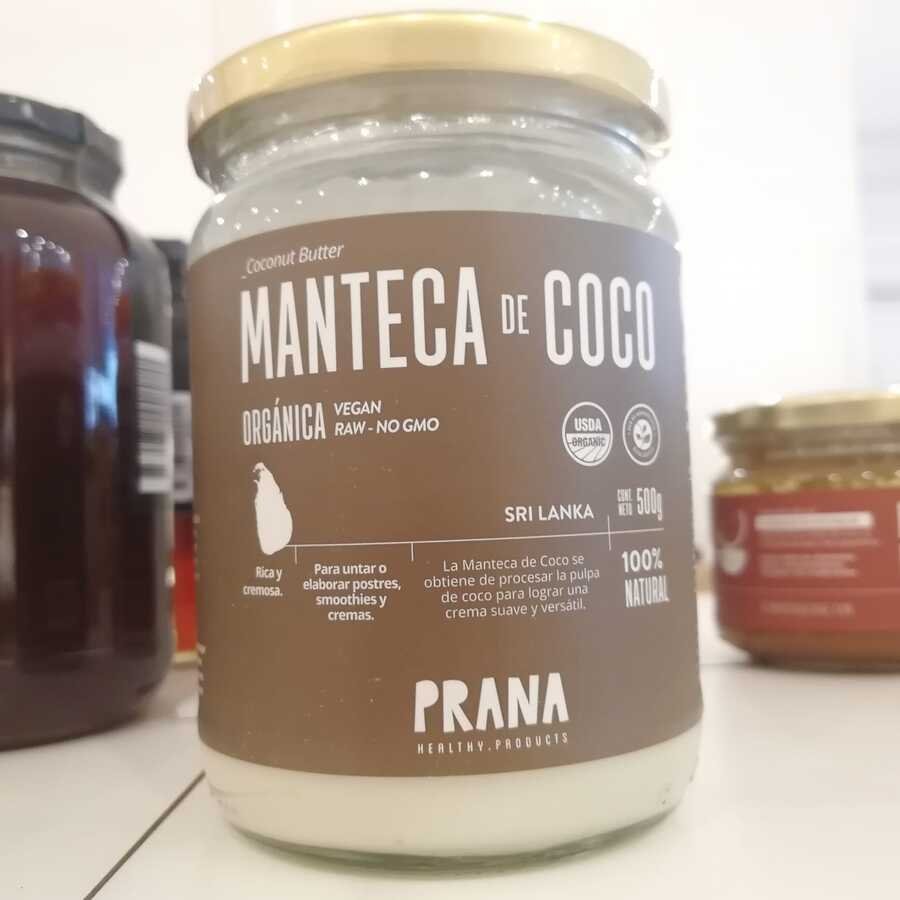 _Coconut Butter
MANTECA DE COCO
ORGÁNICA
VEGAN
RAW - NO GMO
USDA
ORGANIC
SRI LANKA
CONT.
NETO 500g
Rica y
cremosa.
Para untar o
elaborar postres,
smoothies y
cremas.
La Manteca de Coco se
obtiene de procesar la pulpa
de coco para lograr una
crema suave y versátil.
100%
NATURAL
PRANA
HEALTHY.PRODUCTS